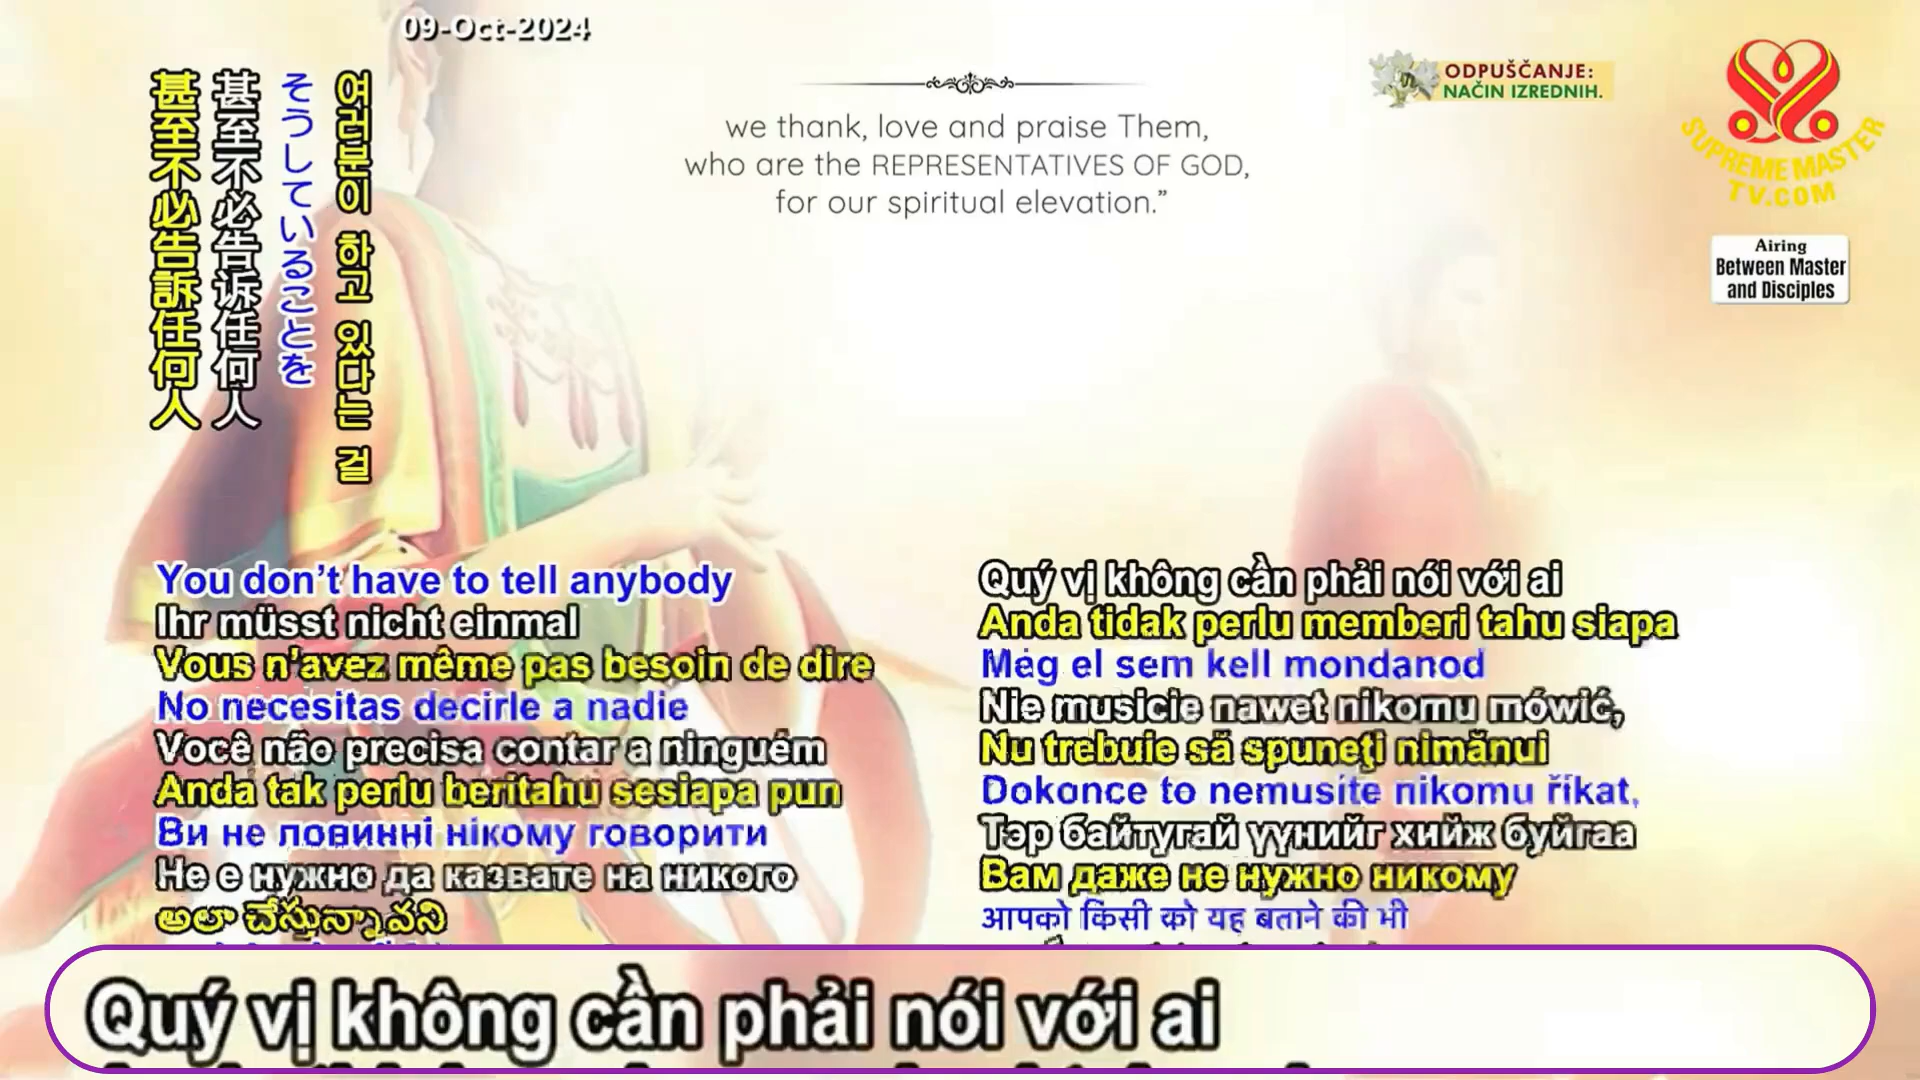 09-Oct-2024
we thank, love and praise Them,
who are the REPRESENTATIVES OF GOD,
for our spiritual elevation.”
ODPUŠČANJE:
NAČIN IZREDNIH.
SUPREME MASTER
TV.COM
Airing
Between Master
and Disciples
甚至不必告訴任何人
甚至不必告诉任何人
そうしていることを
여러분이 하고 있다는 걸
You don’t have to tell anybody
Ihr müsst nicht einmal
Vous n’avez même pas besoin de dire
No necesitas decirle a nadie
Você não precisa contar a ninguém
Anda tak perlu beritahu sesiapa pun
Ви не повинні нікому говорити
Не е нужно да казвате на никого
అలా చేస్తున్నావని
Quý vị không cần phải nói với ai
Anda tidak perlu memberi tahu siapa
Még el sem kell mondanod
Nie musicie nawet nikomu mówić,
Nu trebuie să spuneţi nimănui
Dokonce to nemusíte nikomu říkat,
Тэр байтугай үүнийг хийж буйгаа
Вам даже не нужно никому
आपको किसी को यह बताने की भी
Quý vị không cần phải nói với ai